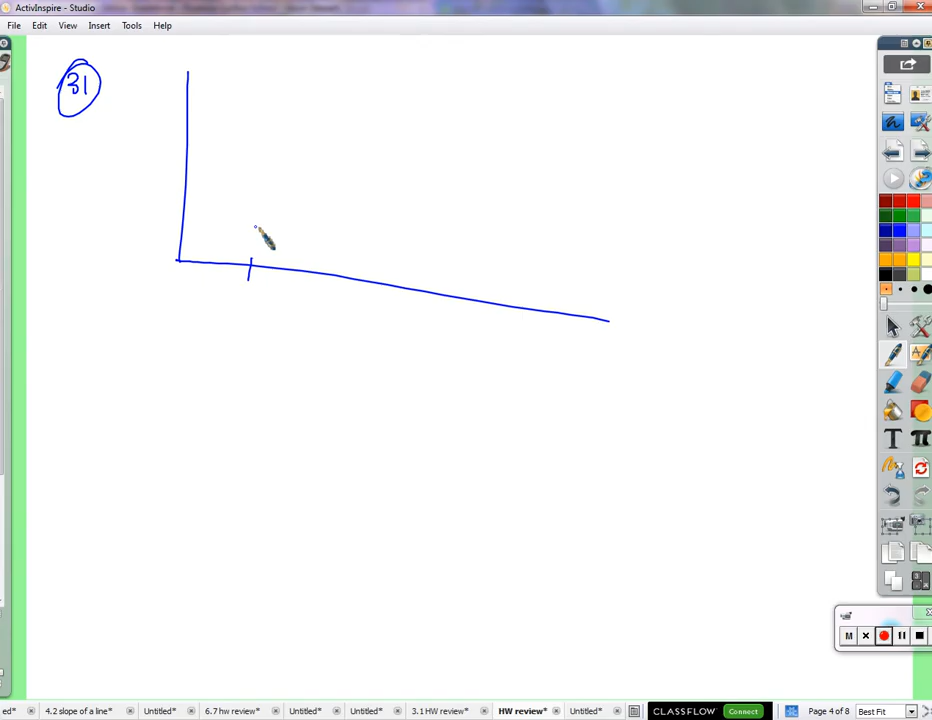 ActivInspire - Studio
File Edit View Insert Tools Help
31
M
ed* 4.2 slope of a line* Untitled* 6.7 hw review* Untitled* Untitled* 3.1 HW review* HW review* Untitled* CLASSFLOW Connect Page 4 of 8 Best Fit